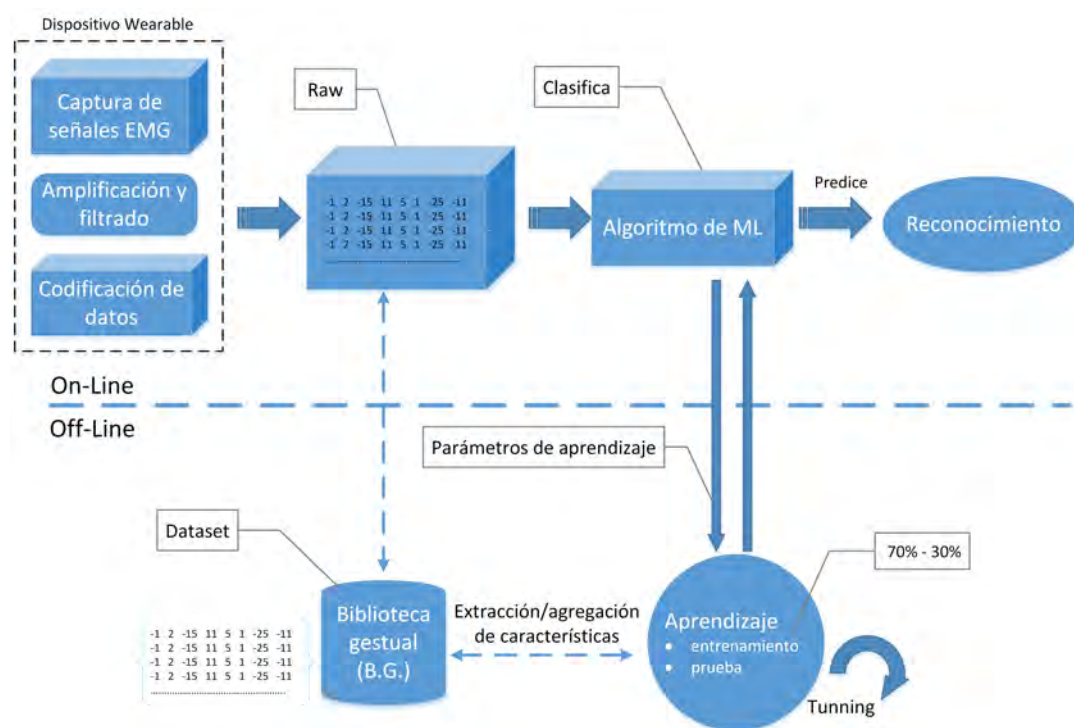 Dispositivo Wearable
Captura de
señales EMG
Amplificación y
filtrado
Codificación de
datos
Raw
-1 2 -15 11 5 1 -25 -11
-1 2 -15 11 5 1 -25 -11
-1 2 -15 11 5 1 -25 -11
-1 2 -15 11 5 1 -25 -11
Clasifica
Algoritmo de ML
Predice
Reconocimiento
On-Line
Off-Line
Parámetros de aprendizaje
Dataset
70% - 30%
Biblioteca
gestual
(B.G.)
-1 2 -15 11 5 1 -25 -11
-1 2 -15 11 5 1 -25 -11
-1 2 -15 11 5 1 -25 -11
-1 2 -15 11 5 1 -25 -11
Extracción/agregación
de características
Aprendizaje
• entrenamiento
• prueba
Tunning